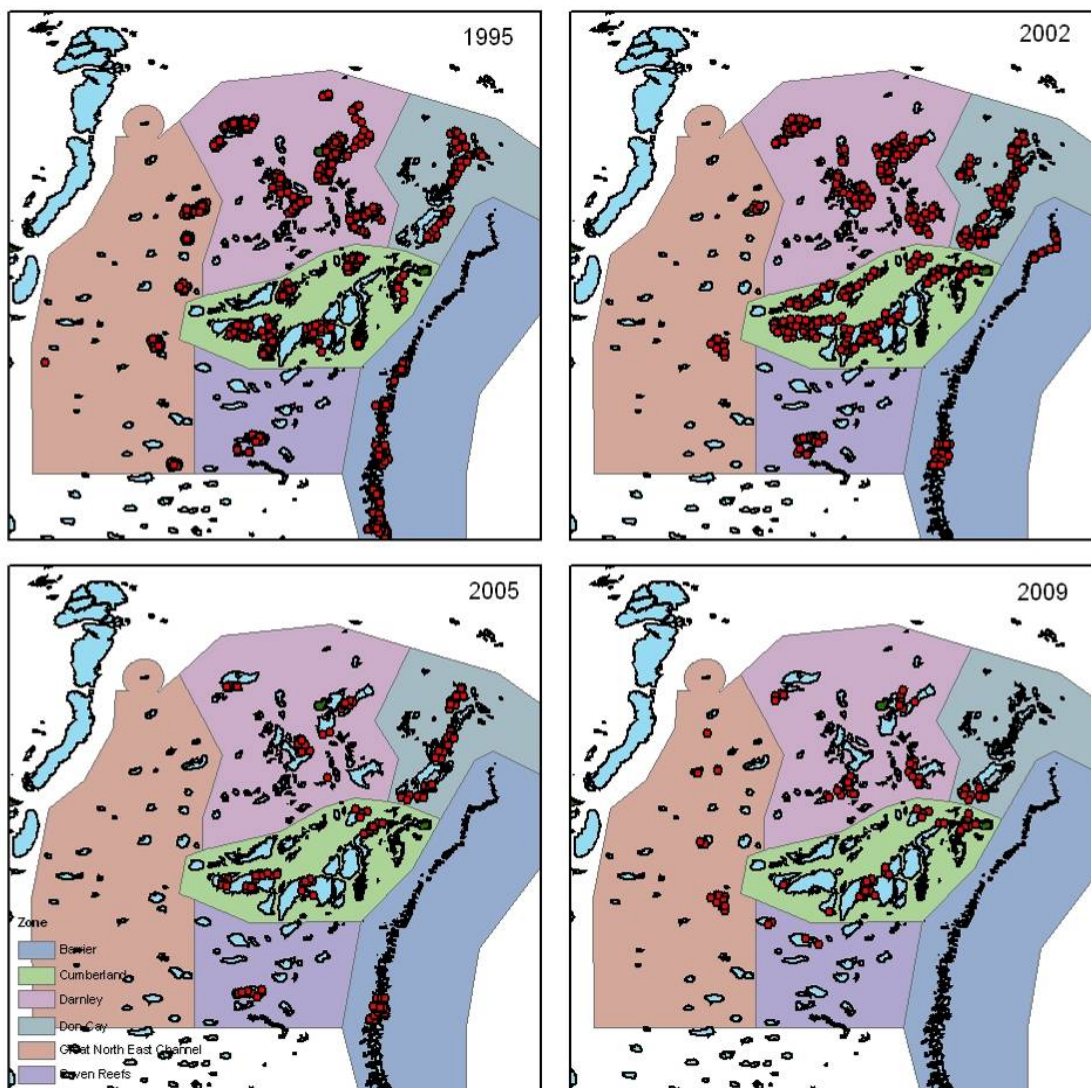 1995
2002
2005
2009
Zone
Barrier
Cumberland
Darnley
Don Cay
Great North East Channel
Seven Reefs